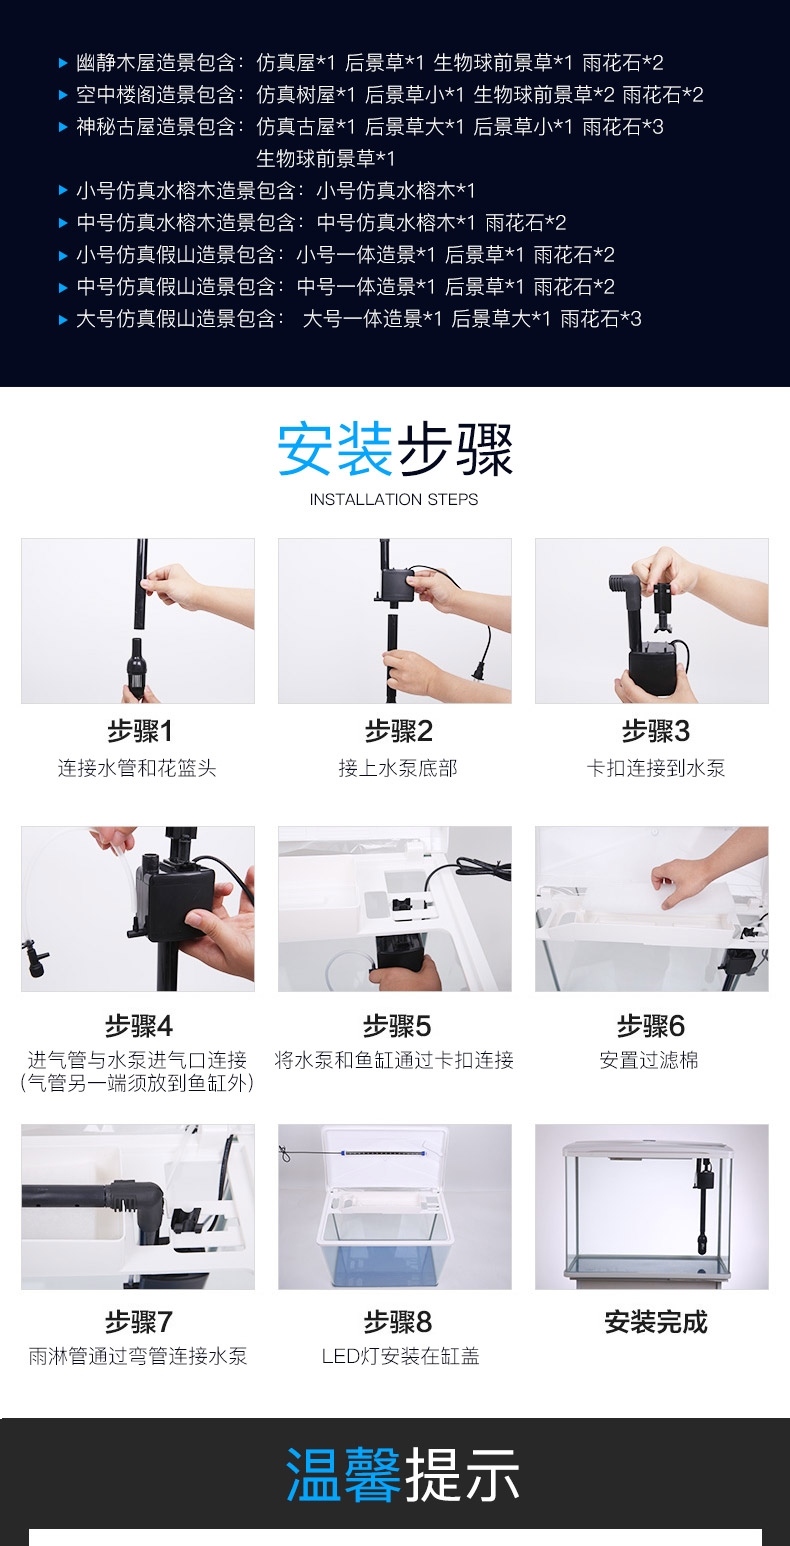 幽静木屋造景包含：仿真屋*1 后景草*1 生物球前景草*1 雨花石*2
空中楼阁造景包含：仿真树屋*1 后景草小*1 生物球前景草*2 雨花石*2
神秘古屋造景包含：仿真古屋*1 后景草大*1 后景草小*1 雨花石*3
生物球前景草*1
小号仿真水榕木造景包含：小号仿真水榕木*1
中号仿真水榕木造景包含：中号仿真水榕木*1 雨花石*2
小号仿真假山造景包含：小号一体造景*1 后景草*1 雨花石*2
中号仿真假山造景包含：中号一体造景*1 后景草*1 雨花石*2
大号仿真假山造景包含： 大号一体造景*1 后景草大*1 雨花石*3
安装步骤
INSTALLATION STEPS
步骤1
连接水管和花篮头
步骤2
接上水泵底部
步骤3
卡扣连接到水泵
步骤4
进气管与水泵进气口连接
(气管另一端须放到鱼缸外)
步骤5
将水泵和鱼缸通过卡扣连接
步骤6
安置过滤棉
步骤7
雨淋管通过弯管连接水泵
步骤8
LED灯安装在缸盖
安装完成
温馨提示